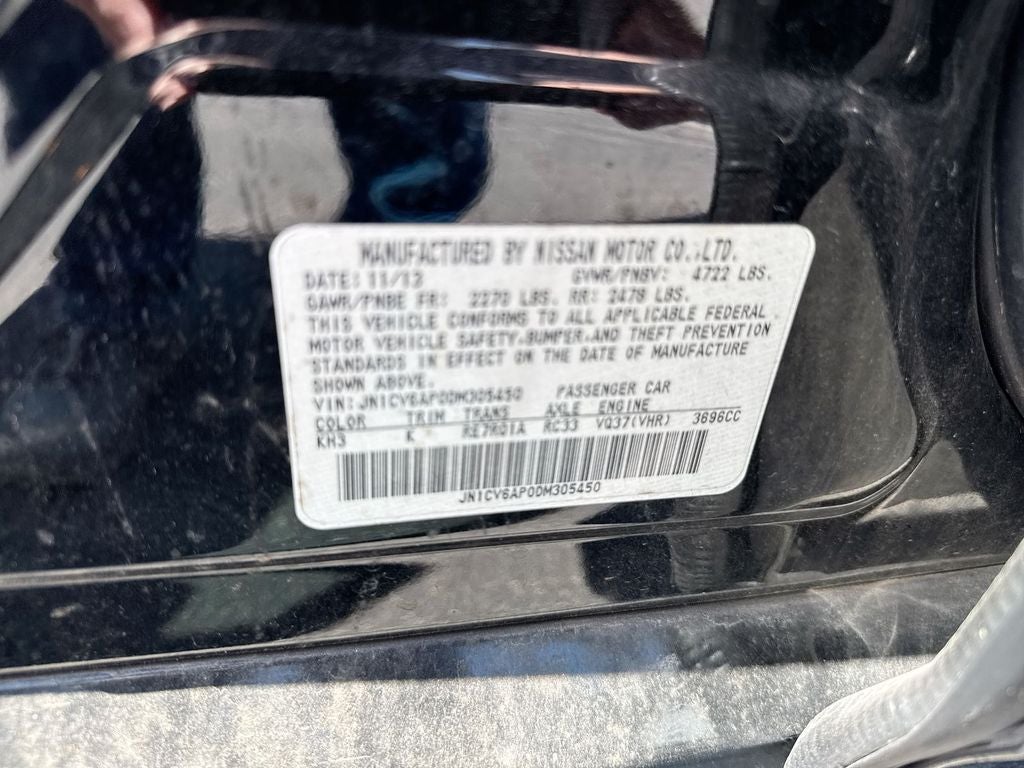 MANUFACTURED BY NISSAN MOTOR CO.,LTD.
DATE: 11/13 GVWR/PNBV: 4722 LBS.
GAWR/PNBE FR: 2270 LBS. RR: 2478 LBS.
THIS VEHICLE CONFORMS TO ALL APPLICABLE FEDERAL
MOTOR VEHICLE SAFETY,BUMPER,AND THEFT PREVENTION
STANDARDS IN EFFECT ON THE DATE OF MANUFACTURE
SHOWN ABOVE.
VIN: JN1CV6AP0DM305450 PASSENGER CAR
COLOR TRIM TRANS AXLE ENGINE
KH3 K RE7R01A RC33 VQ37(VHR) 3696CC
JN1CV6AP0DM305450